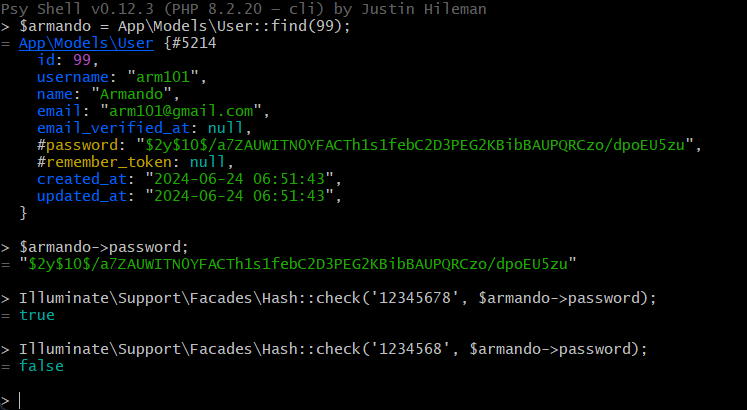 Psy Shell v0.12.3 (PHP 8.2.20 — cli) by Justin Hileman
> $armando = App\Models\User::find(99);
= App\Models\User {#5214
id: 99,
username: "arm101",
name: "Armando",
email: "arm101@gmail.com",
email_verified_at: null,
#password: "$2y$10$/a7ZAUWITN0YFACTh1s1febC2D3PEG2KBibBAUPQRCzo/dpoEU5zu",
#remember_token: null,
created_at: "2024-06-24 06:51:43",
updated_at: "2024-06-24 06:51:43",
}
> $armando->password;
= "$2y$10$/a7ZAUWITN0YFACTh1s1febC2D3PEG2KBibBAUPQRCzo/dpoEU5zu"
> Illuminate\Support\Facades\Hash::check('12345678', $armando->password);
= true
> Illuminate\Support\Facades\Hash::check('1234568', $armando->password);
= false
>